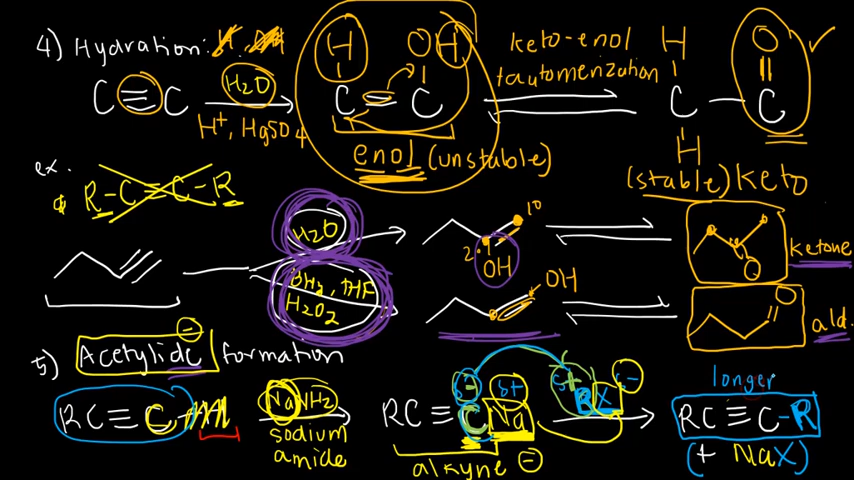 4) Hydration:
H OH keto-enol H O
C≡C H2O C=C tautomerization C-C
H+, HgSO4 H
enol (unstable) (stable) keto
ex.
R-C≡C-R
H2O 2° OH 1° O ketone
BH3, THF OH O
H2O2 ald.
5) Acetylide - formation
RC≡C-H NaNH2 RC≡C Na RX RC≡C-R
δ- δ+ δ+ δ- longer
sodium amide alkyne - (+ NaX)